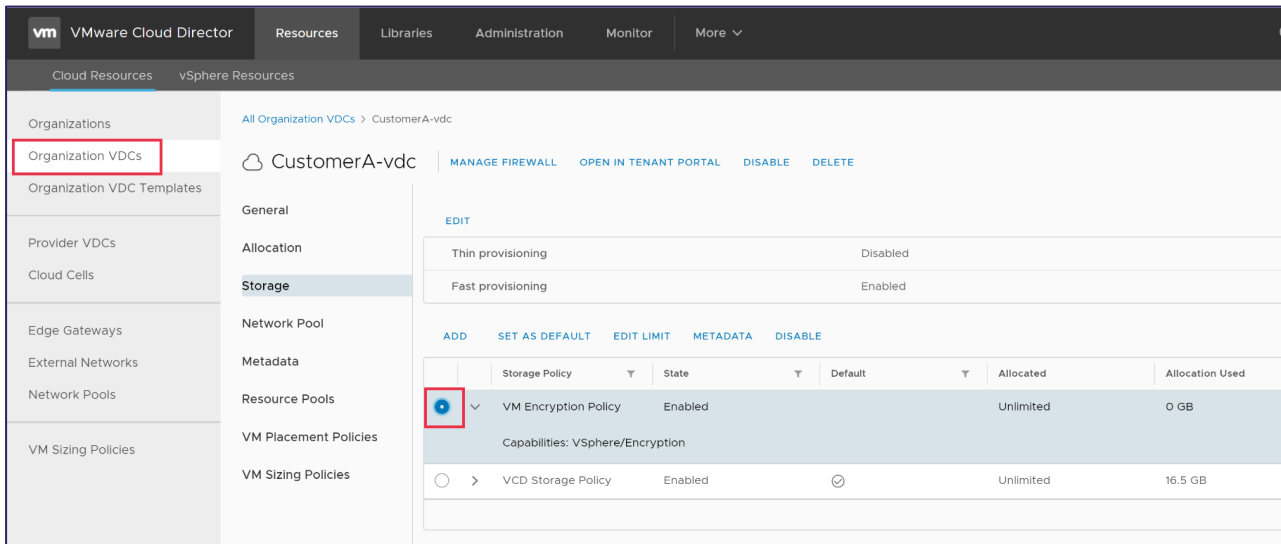 vm VMware Cloud Director Resources Libraries Administration Monitor More
Cloud Resources vSphere Resources
Organizations
Organization VDCs
Organization VDC Templates
Provider VDCs
Cloud Cells
Edge Gateways
External Networks
Network Pools
VM Sizing Policies
All Organization VDCs > CustomerA-vdc
CustomerA-vdc MANAGE FIREWALL OPEN IN TENANT PORTAL DISABLE DELETE
General
Allocation
Storage
Network Pool
Metadata
Resource Pools
VM Placement Policies
VM Sizing Policies
EDIT
Thin provisioning Disabled
Fast provisioning Enabled
ADD SET AS DEFAULT EDIT LIMIT METADATA DISABLE
Storage Policy State Default Allocated Allocation Used
VM Encryption Policy Enabled Unlimited 0 GB
Capabilities: VSphere/Encryption
VCD Storage Policy Enabled Unlimited 16.5 GB